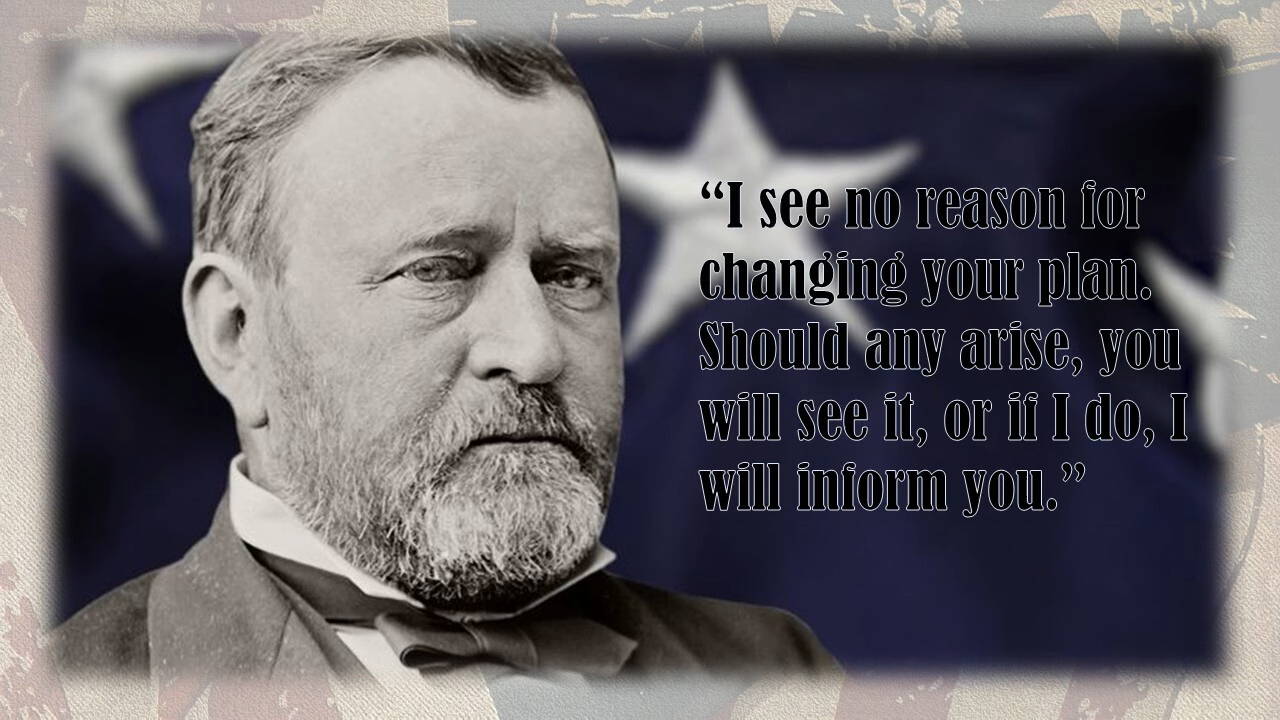 “I see no reason for
changing your plan.
Should any arise, you
will see it, or if I do, I
will inform you.”